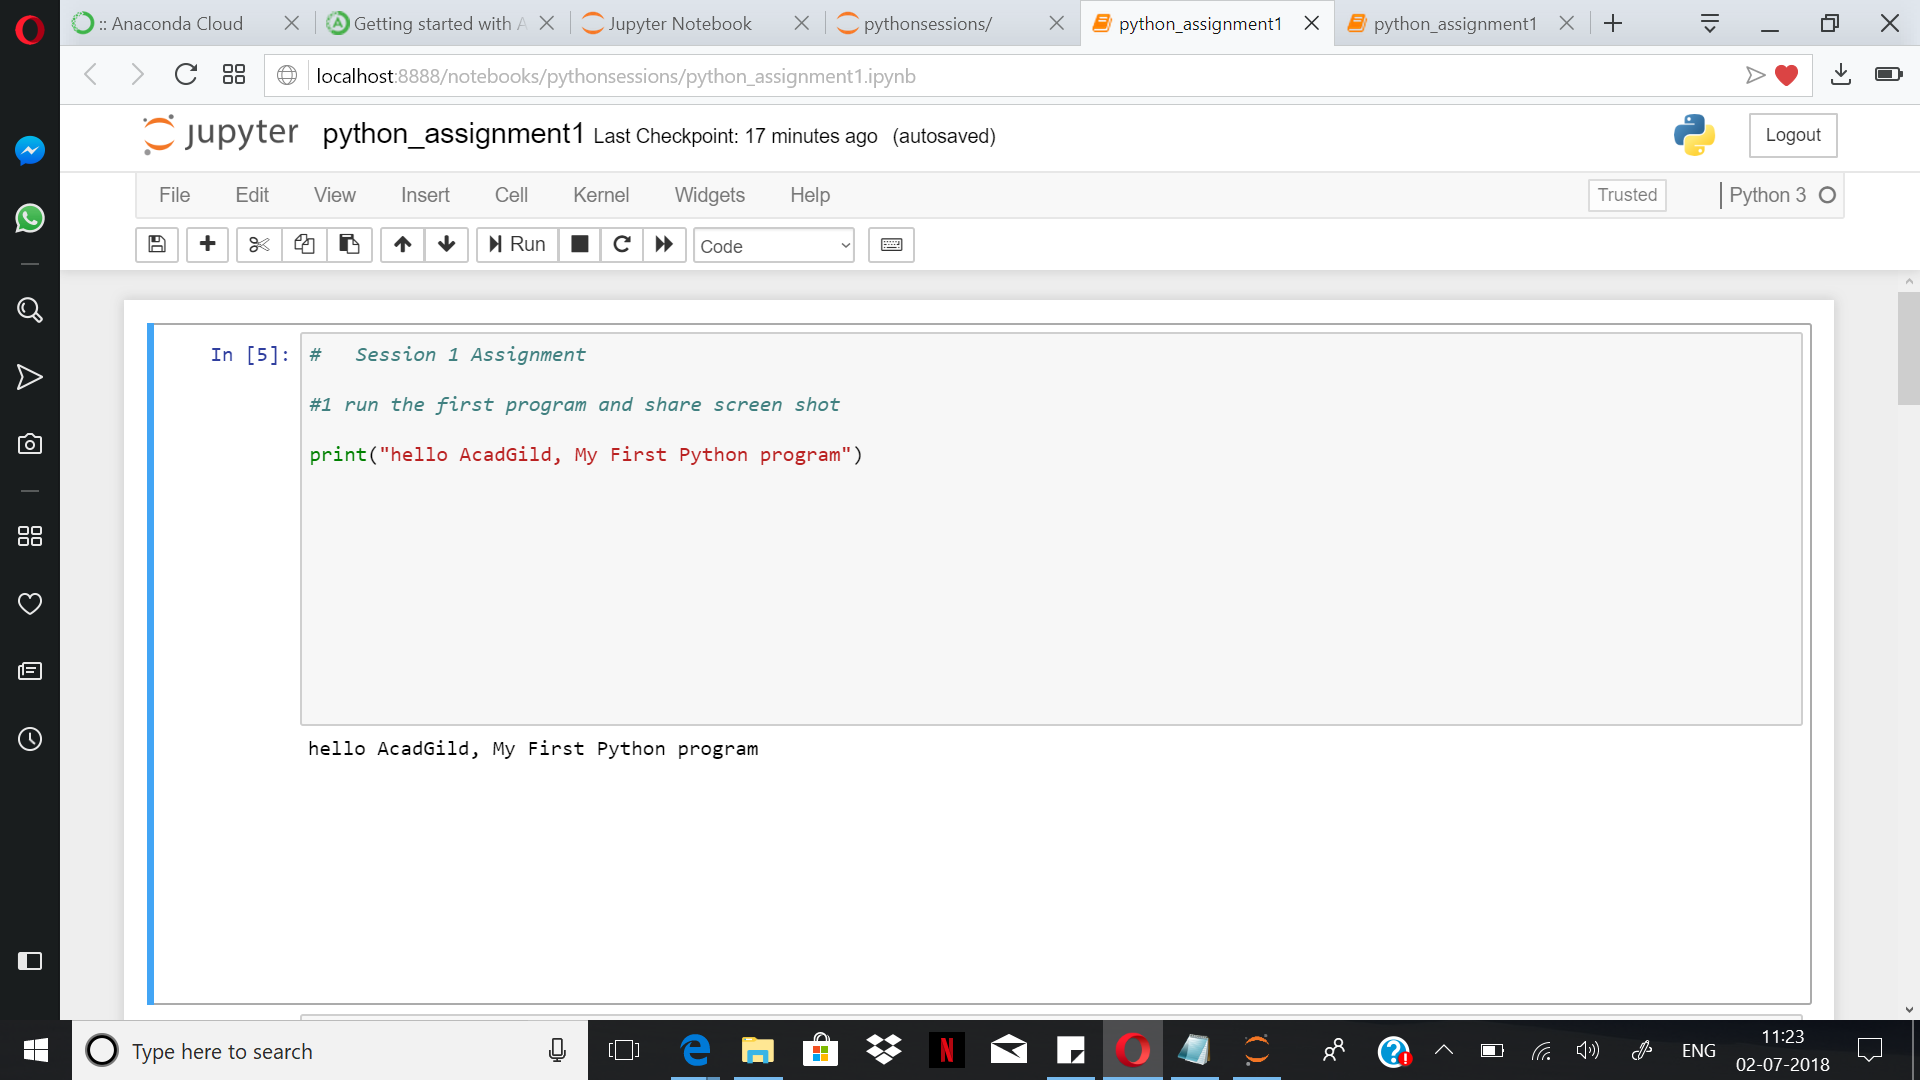 :: Anaconda Cloud
Getting started with A
Jupyter Notebook
pythonsessions/
python_assignment1
python_assignment1
localhost:8888/notebooks/pythonsessions/python_assignment1.ipynb
jupyter python_assignment1 Last Checkpoint: 17 minutes ago (autosaved)
Logout
File Edit View Insert Cell Kernel Widgets Help
Trusted
Python 3
Run
Code
In [5]:
# Session 1 Assignment
#1 run the first program and share screen shot
print("hello AcadGild, My First Python program")
hello AcadGild, My First Python program
Type here to search
N
ENG
11:23
02-07-2018